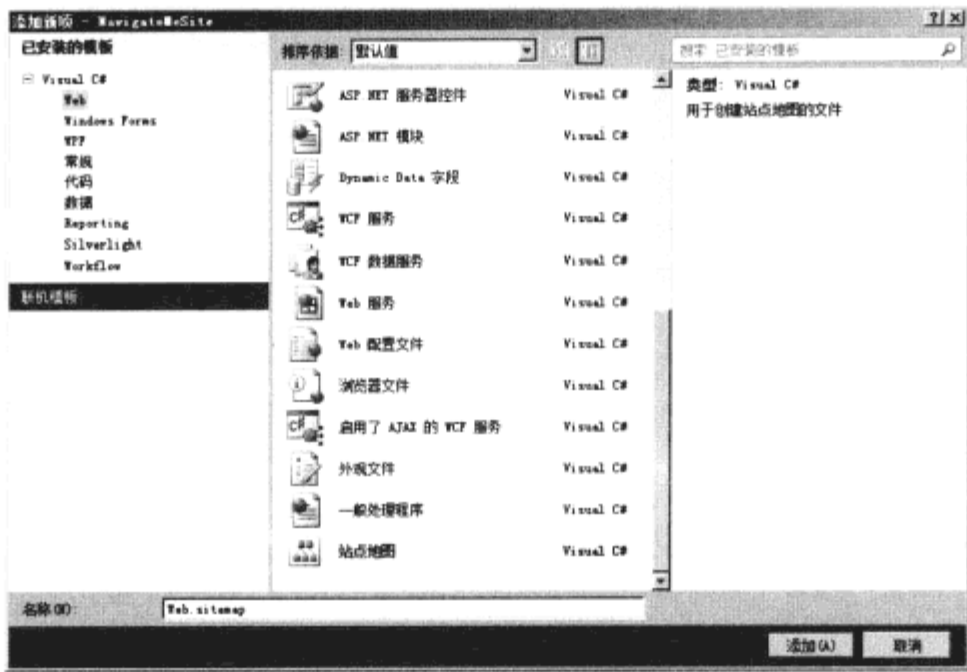 添加新项 - NavigateMeSite
已安装的模板
Visual C#
Web
Windows Forms
WPF
常规
代码
数据
Reporting
Silverlight
Workflow
联机模板
排序依据: 默认值
ASP NET 服务器控件 Visual C#
ASP NET 模块 Visual C#
Dynamic Data 字段 Visual C#
WCF 服务 Visual C#
WCF 数据服务 Visual C#
Web 服务 Visual C#
Web 配置文件 Visual C#
浏览器文件 Visual C#
启用了 AJAX 的 WCF 服务 Visual C#
外观文件 Visual C#
一般处理程序 Visual C#
站点地图 Visual C#
搜索 已安装的模板
类型: Visual C#
用于创建站点地图的文件
名称(N) Web.sitemap
添加(A) 取消